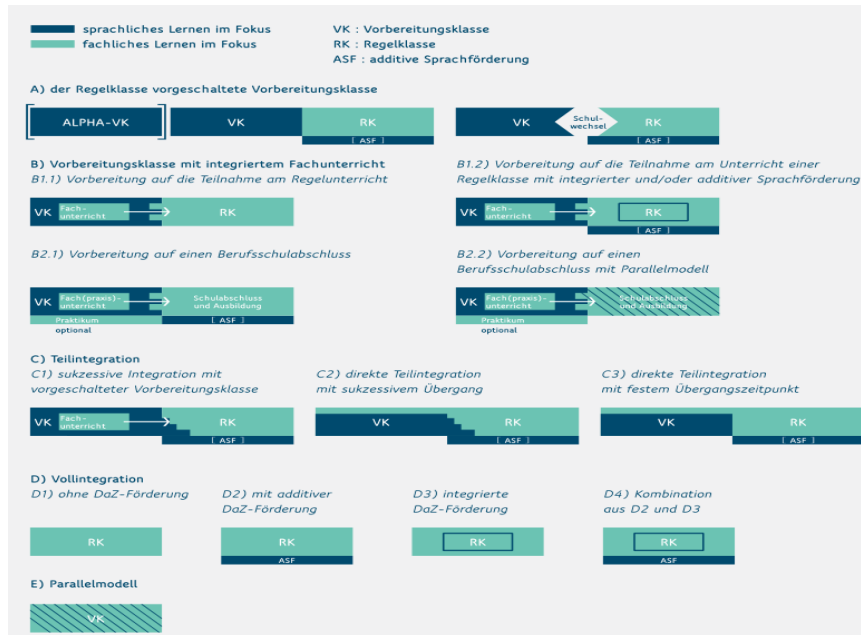 sprachliches Lernen im Fokus
fachliches Lernen im Fokus
VK : Vorbereitungsklasse
RK : Regelklasse
ASF : additive Sprachförderung
A) der Regelklasse vorgeschaltete Vorbereitungsklasse
ALPHA-VK VK RK
[ ASF ]
VK Schul-
wechsel RK
[ ASF ]
B) Vorbereitungsklasse mit integriertem Fachunterricht
B1.1) Vorbereitung auf die Teilnahme am Regelunterricht
VK Fach-
unterricht RK
B1.2) Vorbereitung auf die Teilnahme am Unterricht einer
Regelklasse mit integrierter und/oder additiver Sprachförderung
VK Fach-
unterricht RK
[ ASF ]
B2.1) Vorbereitung auf einen Berufsschulabschluss
VK Fach(praxis)-
unterricht Schulabschluss
und Ausbildung
Praktikum [ ASF ]
optional
B2.2) Vorbereitung auf einen
Berufsschulabschluss mit Parallelmodell
VK Fach(praxis)-
unterricht Schulabschluss
und Ausbildung
Praktikum
optional
C) Teilintegration
C1) sukzessive Integration mit
vorgeschalteter Vorbereitungsklasse
VK Fach-
unterricht RK
[ ASF ]
C2) direkte Teilintegration
mit sukzessivem Übergang
VK RK
[ ASF ]
C3) direkte Teilintegration
mit festem Übergangszeitpunkt
VK RK
[ ASF ]
D) Vollintegration
D1) ohne DaZ-Förderung
RK
D2) mit additiver
DaZ-Förderung
RK
ASF
D3) integrierte
DaZ-Förderung
RK
D4) Kombination
aus D2 und D3
RK
ASF
E) Parallelmodell
VK